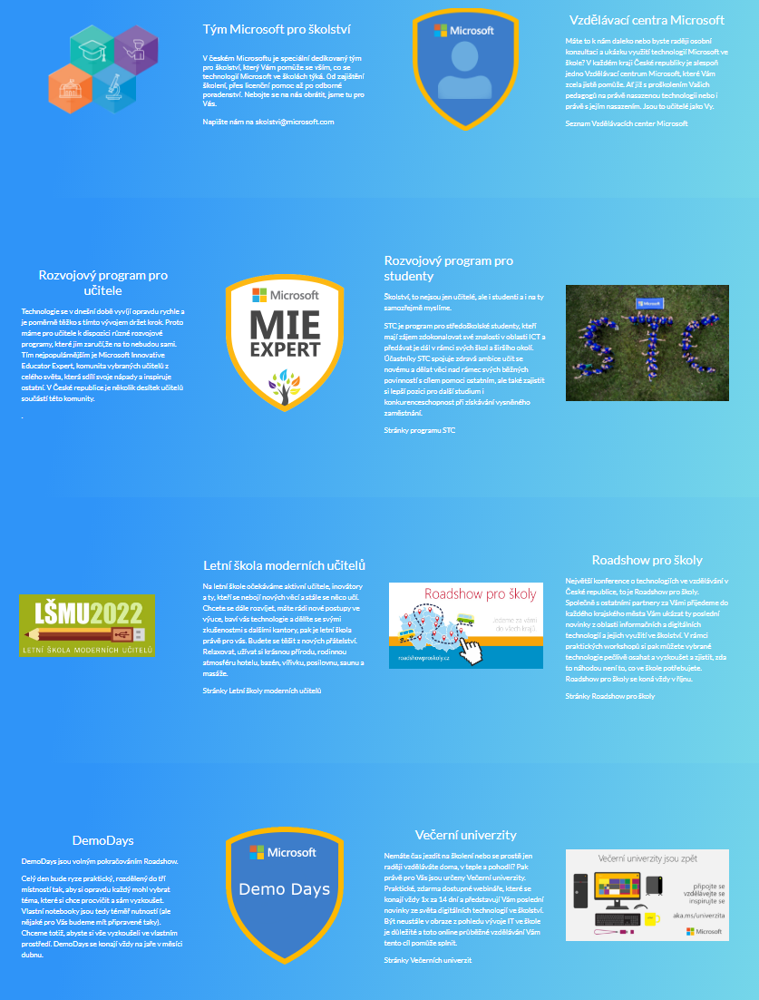 Tým Microsoft pro školství
V českém Microsoftu je speciální dedikovaný tým
pro školství, který Vám pomůže se vším, co se
technologií Microsoft ve školách týká. Od zajištění
školení, přes licenční pomoc až po odborné
poradenství. Nebojte se na nás obrátit, jsme tu pro
Vás.
Napište nám na skolstvi@microsoft.com
Microsoft
Vzdělávací centra Microsoft
Máte to k nám daleko nebo byste raději osobní
konzultaci a ukázku využití technologií Microsoft ve
škole? V každém kraji České republiky je alespoň
jedno Vzdělávací centrum Microsoft, které Vám
zcela jistě pomůže. Ať již s proškolením Vašich
pedagogů na právě nasazenou technologii nebo i
právě s jejím nasazením. Jsou to učitelé jako Vy.
Seznam Vzdělávacích center Microsoft
Rozvojový program pro
učitele
Technologie se v dnešní době vyvíjí opravdu rychle a
je poměrně těžko s tímto vývojem držet krok. Proto
máme pro učitele k dispozici různé rozvojové
programy, které jim zaručí,že na to nebudou sami.
Tím nejpopulárnějším je Microsoft Innovative
Educator Expert, komunita vybraných učitelů z
celého světa, která sdílí svoje nápady a inspiruje
ostatní. V České republice je několik desítek učitelů
součástí této komunity.
.
Microsoft
MIE
EXPERT
Rozvojový program pro
studenty
Školství, to nejsou jen učitelé, ale i studenti a i na ty
samozřejmě myslíme.
STC je program pro středoškolské studenty, kteří
mají zájem zdokonalovat své znalosti v oblasti ICT a
předávat je dál v rámci svých škol a širšího okolí.
Účastníky STC spojuje zdravá ambice učit se
novému a dělat věci nad rámec svých běžných
povinností s cílem pomoci ostatním, ale také zajistit
si lepší pozici pro další studium i
konkurenceschopnost při získávání vysněného
zaměstnání.
Stránky programu STC
Microsoft
STC
LŠMU2022
LETNÍ ŠKOLA MODERNÍCH UČITELŮ
Letní škola moderních učitelů
Na letní škole očekáváme aktivní učitele, inovátory
a ty, kteří se nebojí nových věcí a stále se něco učí.
Chcete se dále rozvíjet, máte rádi nové postupy ve
výuce, baví vás technologie a dělíte se svými
zkušenostmi s dalšími kantory, pak je letní škola
právě pro vás. Budete se těšit z nových přátelství.
Relaxovat, užívat si krásnou přírodu, rodinnou
atmosféru hotelu, bazén, vířivku, posilovnu, saunu a
masáže.
Stránky Letní školy moderních učitelů
Roadshow pro školy
Jedeme za vámi
do všech krajů.
roadshowproskoly.cz
Roadshow pro školy
Největší konference o technologiích ve vzdělávání v
České republice, to je Roadshow pro školy.
Společně s ostatními partnery za Vámi přijedeme do
každého krajského města Vám ukázat ty poslední
novinky z oblasti informačních a digitálních
technologií a jejich využití ve školství. V rámci
praktických workshopů si pak můžete vybrané
technologie pečlivě osahat a vyzkoušet a zjistit, zda
to náhodou není to, co ve škole potřebujete.
Roadshow pro školy se koná vždy v říjnu.
Stránky Roadshow pro školy
DemoDays
DemoDays jsou volným pokračováním Roadshow.
Celý den bude ryze praktický, rozdělený do tří
místností tak, aby si opravdu každý mohl vybrat
téma, které si chce procvičit a sám vyzkoušet.
Vlastní notebooky jsou tedy téměř nutností (ale
nějaké pro Vás budeme mít připravené taky).
Chceme totiž, abyste si vše vyzkoušeli ve vlastním
prostředí. DemoDays se konají vždy na jaře v měsíci
dubnu.
Microsoft
Demo Days
Večerní univerzity
Nemáte čas jezdit na školení nebo se prostě jen
raději vzděláváte doma, v teple a pohodlí? Pak
právě pro Vás jsou určeny Večerní univerzity.
Praktické, zdarma dostupné webináře, které se
konají vždy 1x za 14 dní a představují Vám poslední
novinky ze světa digitálních technologií ve školství.
Být neustále v obraze z pohledu vývoje IT ve škole
je důležité a toto online průběžné vzdělávání Vám
tento cíl pomůže splnit.
Stránky Večerních univerzit
Večerní univerzity jsou zpět
připojte se
vzdělávejte se
inspirujte se
aka.ms/univerzita
Microsoft